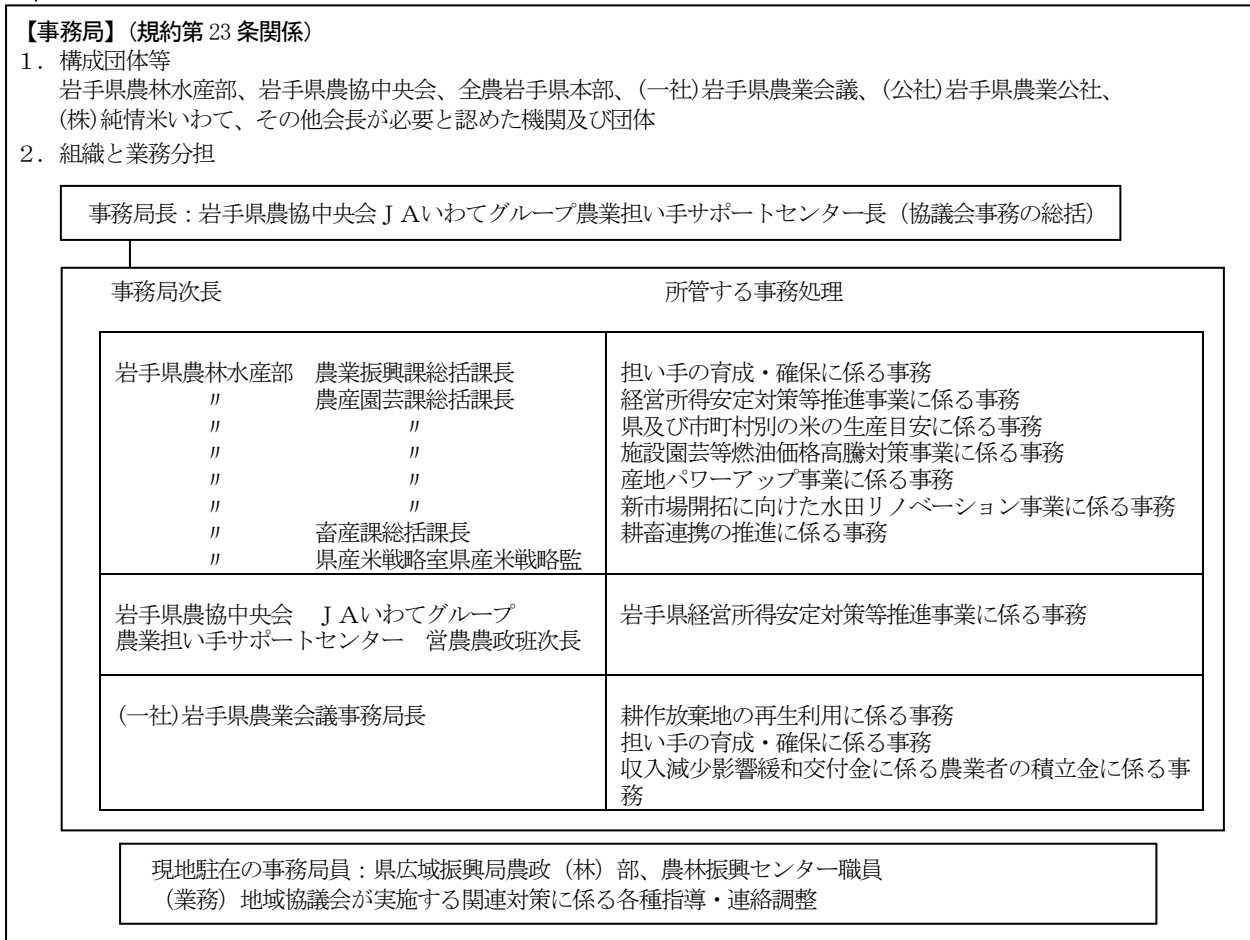 【事務局】(規約第 23 条関係)
１．構成団体等
岩手県農林水産部、岩手県農協中央会、全農岩手県本部、(一社)岩手県農業会議、(公社)岩手県農業公社、
(株)純情米いわて、その他会長が必要と認めた機関及び団体
２．組織と業務分担
事務局長：岩手県農協中央会ＪＡいわてグループ農業担い手サポートセンター長（協議会事務の総括）
事務局次長 所管する事務処理
岩手県農林水産部 農業振興課総括課長 担い手の育成・確保に係る事務
〃 農産園芸課総括課長 経営所得安定対策等推進事業に係る事務
〃 〃 県及び市町村別の米の生産目安に係る事務
〃 〃 施設園芸等燃油価格高騰対策事業に係る事務
〃 〃 産地パワーアップ事業に係る事務
〃 〃 新市場開拓に向けた水田リノベーション事業に係る事務
〃 畜産課総括課長 耕畜連携の推進に係る事務
〃 県産米戦略室県産米戦略監
岩手県農協中央会 ＪＡいわてグループ 岩手県経営所得安定対策等推進事業に係る事務
農業担い手サポートセンター 営農農政班次長
(一社)岩手県農業会議事務局長 耕作放棄地の再生利用に係る事務
担い手の育成・確保に係る事務
収入減少影響緩和交付金に係る農業者の積立金に係る事
務
現地駐在の事務局員：県広域振興局農政（林）部、農林振興センター職員
（業務）地域協議会が実施する関連対策に係る各種指導・連絡調整